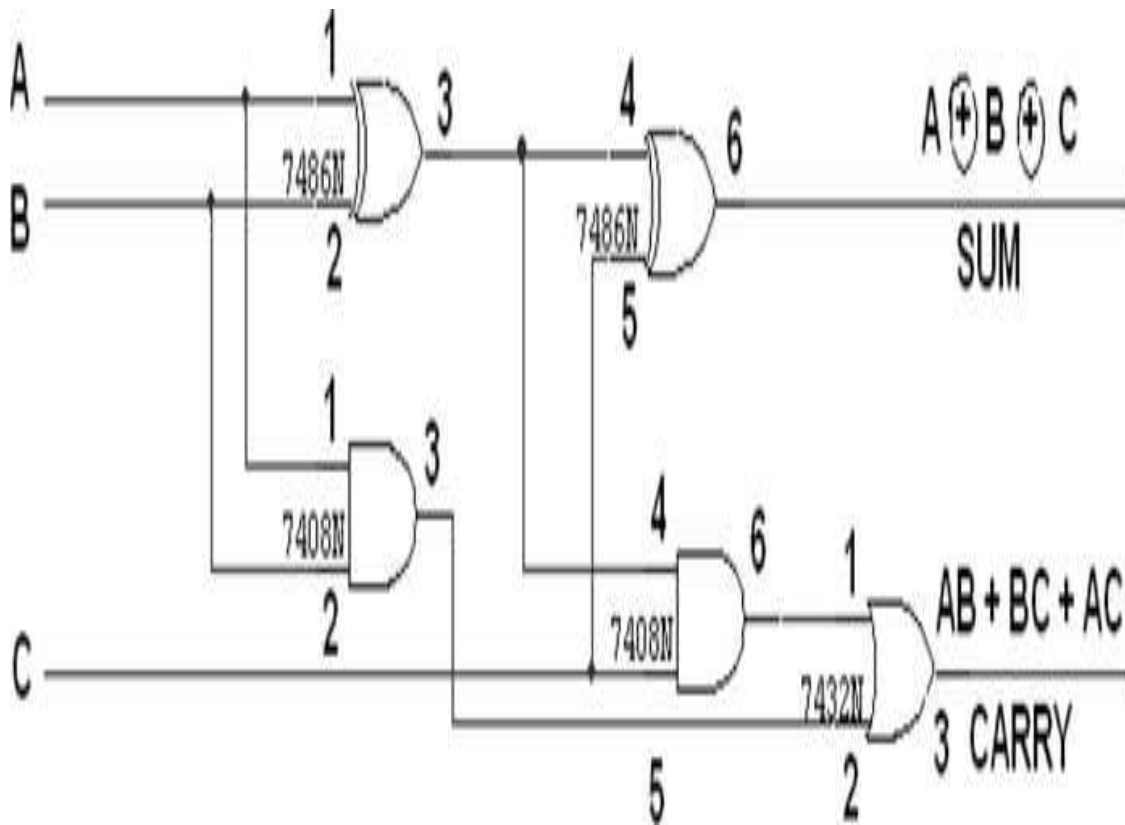 A
1
7486N
2
3
B
4
7486N
5
6
A ⊕ B ⊕ C
SUM
1
7408N
2
3
C
4
7408N
5
6
1
7432N
2
AB + BC + AC
3 CARRY